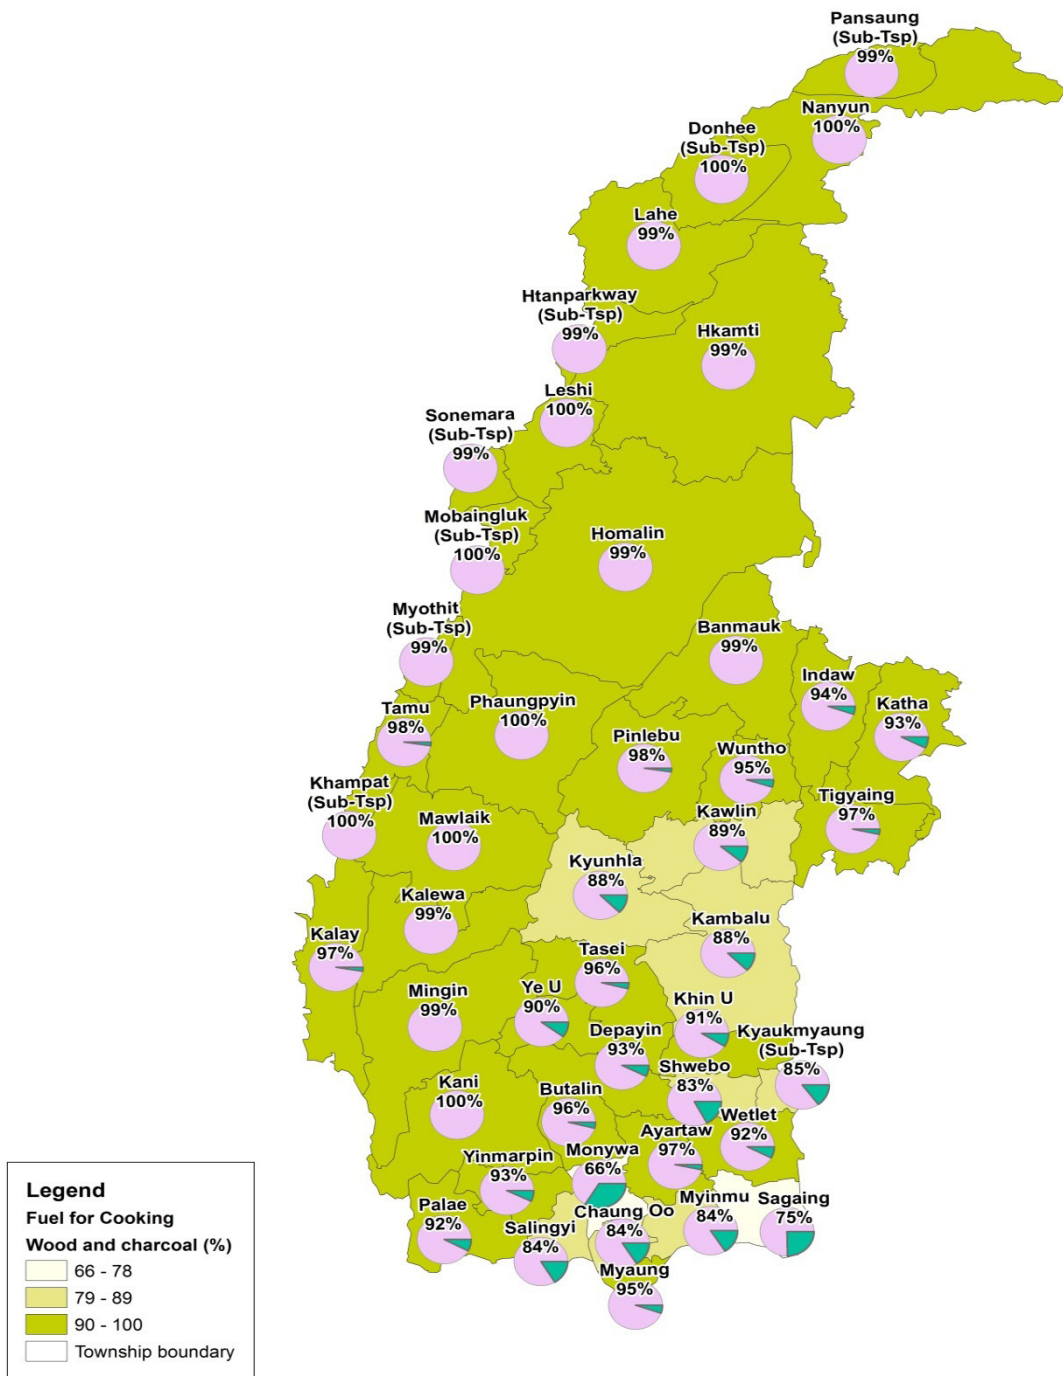 Pansaung
(Sub-Tsp)
99%
Nanyun
100%
Donhee
(Sub-Tsp)
100%
Lahe
99%
Htanparkway
(Sub-Tsp)
99%
Hkamti
99%
Leshi
100%
Sonemara
(Sub-Tsp)
99%
Mobaingluk
(Sub-Tsp)
100%
Homalin
99%
Myothit
(Sub-Tsp)
99%
Banmauk
99%
Indaw
94%
Katha
93%
Tamu
98%
Phaungpyin
100%
Pinlebu
98%
Wuntho
95%
Tigyaing
97%
Khampat
(Sub-Tsp)
100%
Mawlaik
100%
Kawlin
89%
Kyunhla
88%
Kalewa
99%
Kalay
97%
Kambalu
88%
Tasei
96%
Mingin
99%
Ye U
90%
Khin U
91%
Depayin
93%
Kyaukmyaung
(Sub-Tsp)
85%
Shwebo
83%
Kani
100%
Butalin
96%
Wetlet
92%
Ayartaw
97%
Monywa
66%
Yinmarpin
93%
Palae
92%
Salingyi
84%
Chaung Oo
84%
Myinmu
84%
Sagaing
75%
Myaung
95%
Legend
Fuel for Cooking
Wood and charcoal (%)
66 - 78
79 - 89
90 - 100
Township boundary